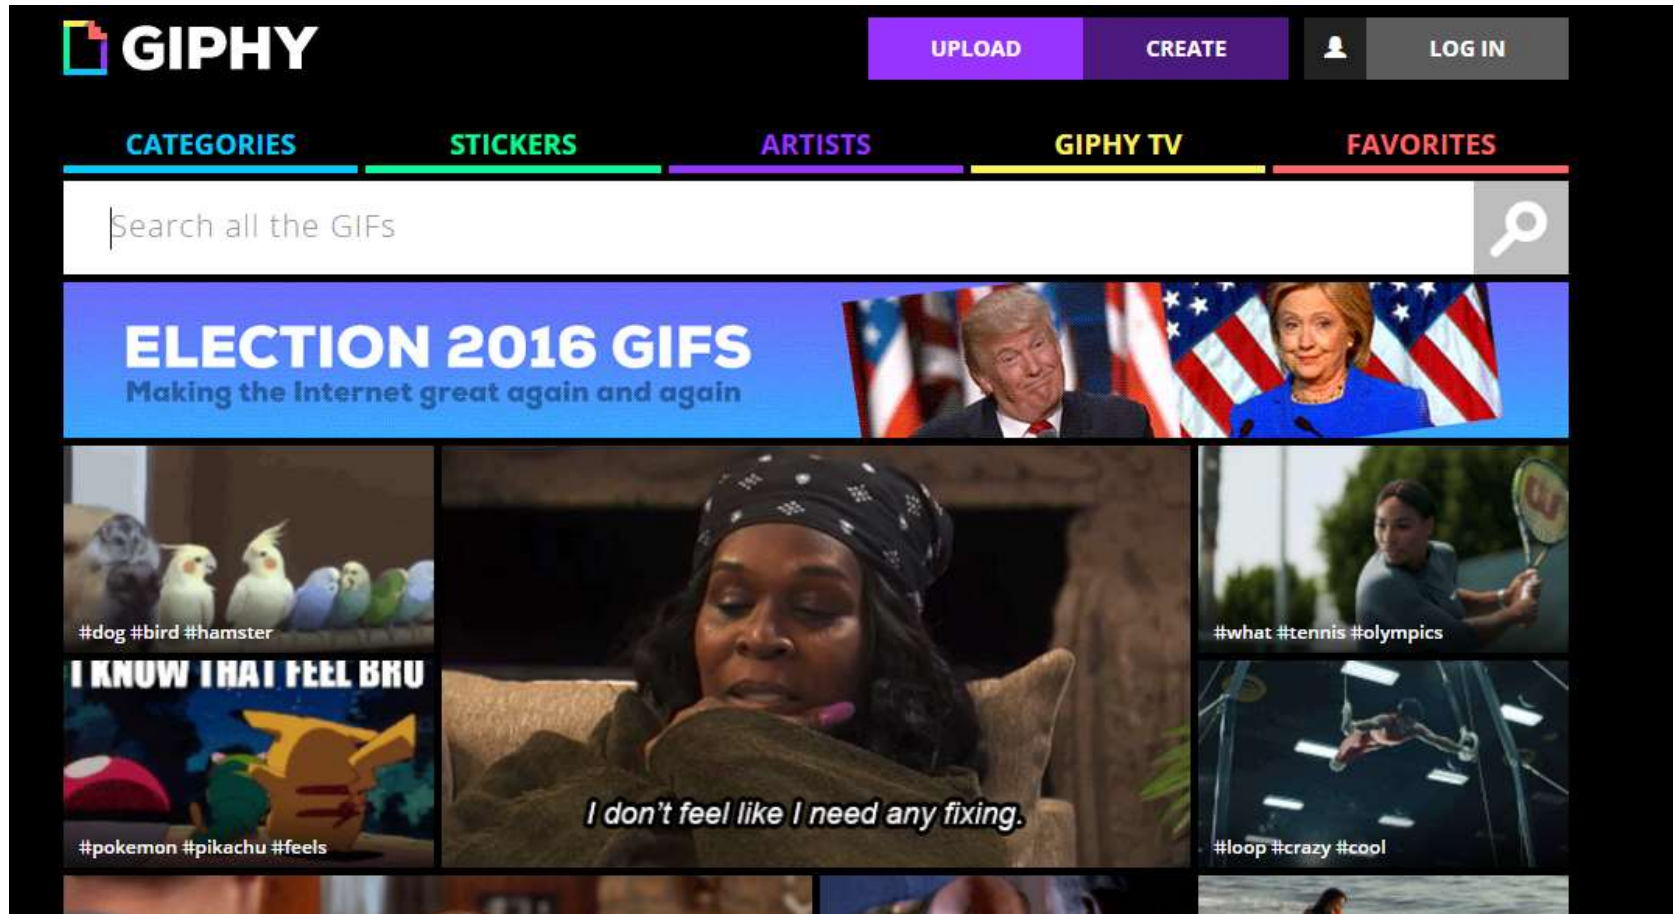 GIPHY
UPLOAD
CREATE
LOG IN
CATEGORIES
STICKERS
ARTISTS
GIPHY TV
FAVORITES
Search all the GIFs
ELECTION 2016 GIFS
Making the Internet great again and again
#dog #bird #hamster
I KNOW THAT FEEL BRO
#pokemon #pikachu #feels
I don't feel like I need any fixing.
#what #tennis #olympics
#loop #crazy #cool